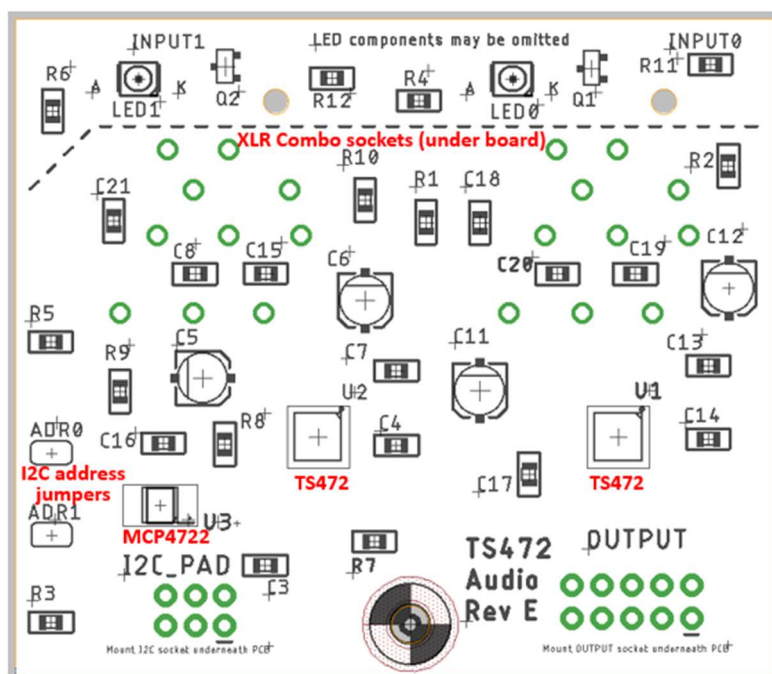 INPUT1
LED components may be omitted
INPUT0
R6
A
K
LED1
Q2
R12
R4
A
K
LED0
Q1
R11
XLR Combo sockets (under board)
C21
R10
R1
C18
R2
C8
C15
C6
C20
C19
C12
R5
R9
C5
C7
C11
C13
U2
U1
ADR0
C16
R8
C4
C14
I2C address
jumpers
TS472
C17
TS472
ADR1
MCP4722
U3
I2C_PAD
C3
R7
TS472
Audio
Rev E
OUTPUT
R3
Mount I2C socket underneath PCB
Mount OUTPUT socket underneath PCB